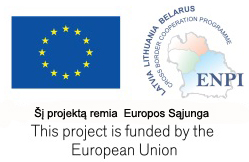 LATVIA LITHUANIA BELARUS
CROSS BORDER COOPERATION PROGRAMME
ENPI
Šį projektą remia Europos Sąjunga
This project is funded by the
European Union